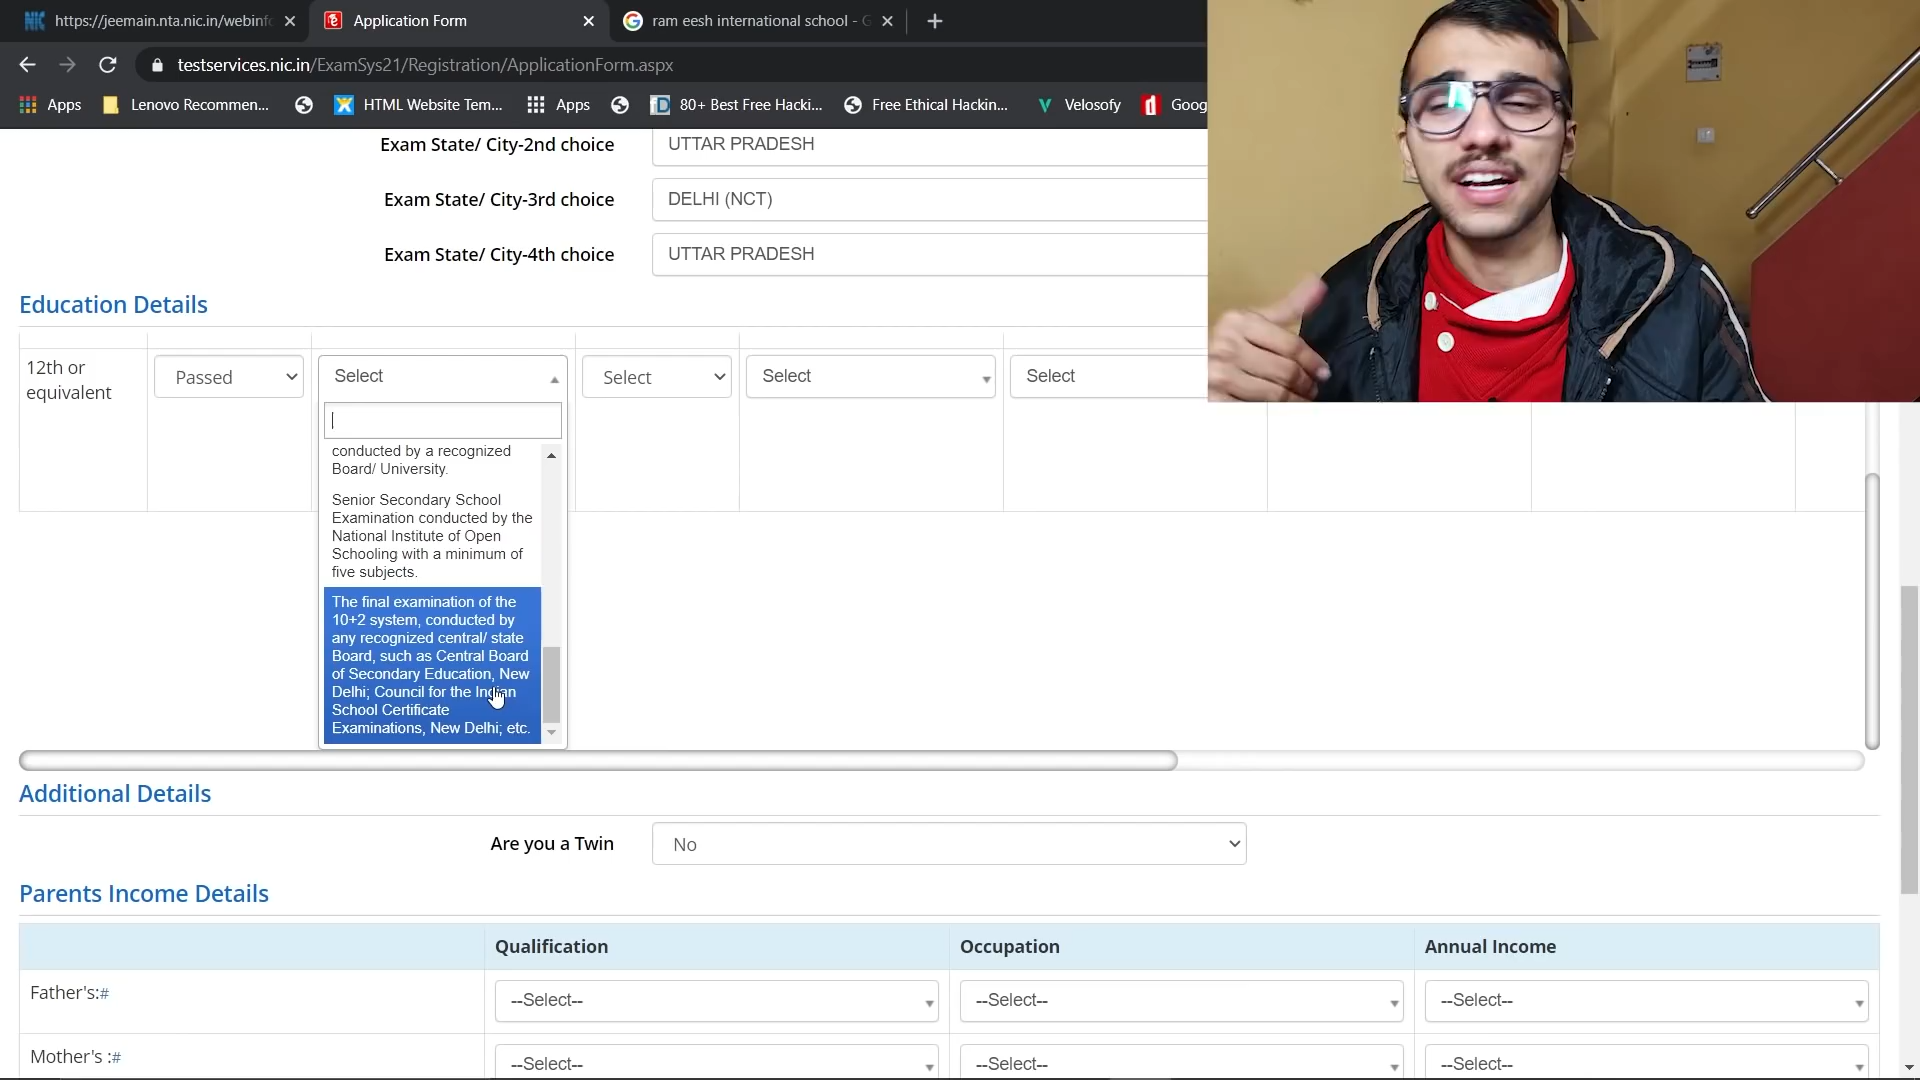 https://jeemain.nta.nic.in/webinfo
Application Form
ram eesh international school - G
testservices.nic.in/ExamSys21/Registration/ApplicationForm.aspx
Apps
Lenovo Recommen...
HTML Website Tem...
Apps
80+ Best Free Hacki...
Free Ethical Hackin...
Velosofy
Goog
Exam State/ City-2nd choice
UTTAR PRADESH
Exam State/ City-3rd choice
DELHI (NCT)
Exam State/ City-4th choice
UTTAR PRADESH
Education Details
12th or
equivalent
Passed
Select
Select
Select
Select
conducted by a recognized
Board/ University.
Senior Secondary School
Examination conducted by the
National Institute of Open
Schooling with a minimum of
five subjects.
The final examination of the
10+2 system, conducted by
any recognized central/ state
Board, such as Central Board
of Secondary Education, New
Delhi; Council for the Indian
School Certificate
Examinations, New Delhi; etc.
Additional Details
Are you a Twin
No
Parents Income Details
Qualification
Occupation
Annual Income
Father's:#
--Select--
--Select--
--Select--
Mother's :#
--Select--
--Select--
--Select--